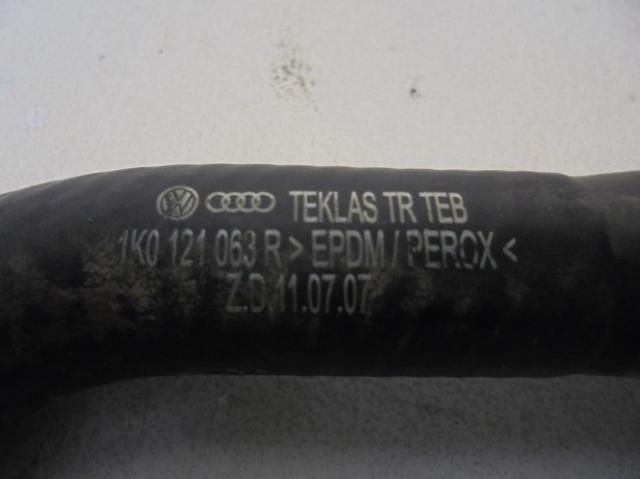 TEKLAS TR TEB
1K0 121 063 R > EPDM / PEROX <
Z.D 11.07.07